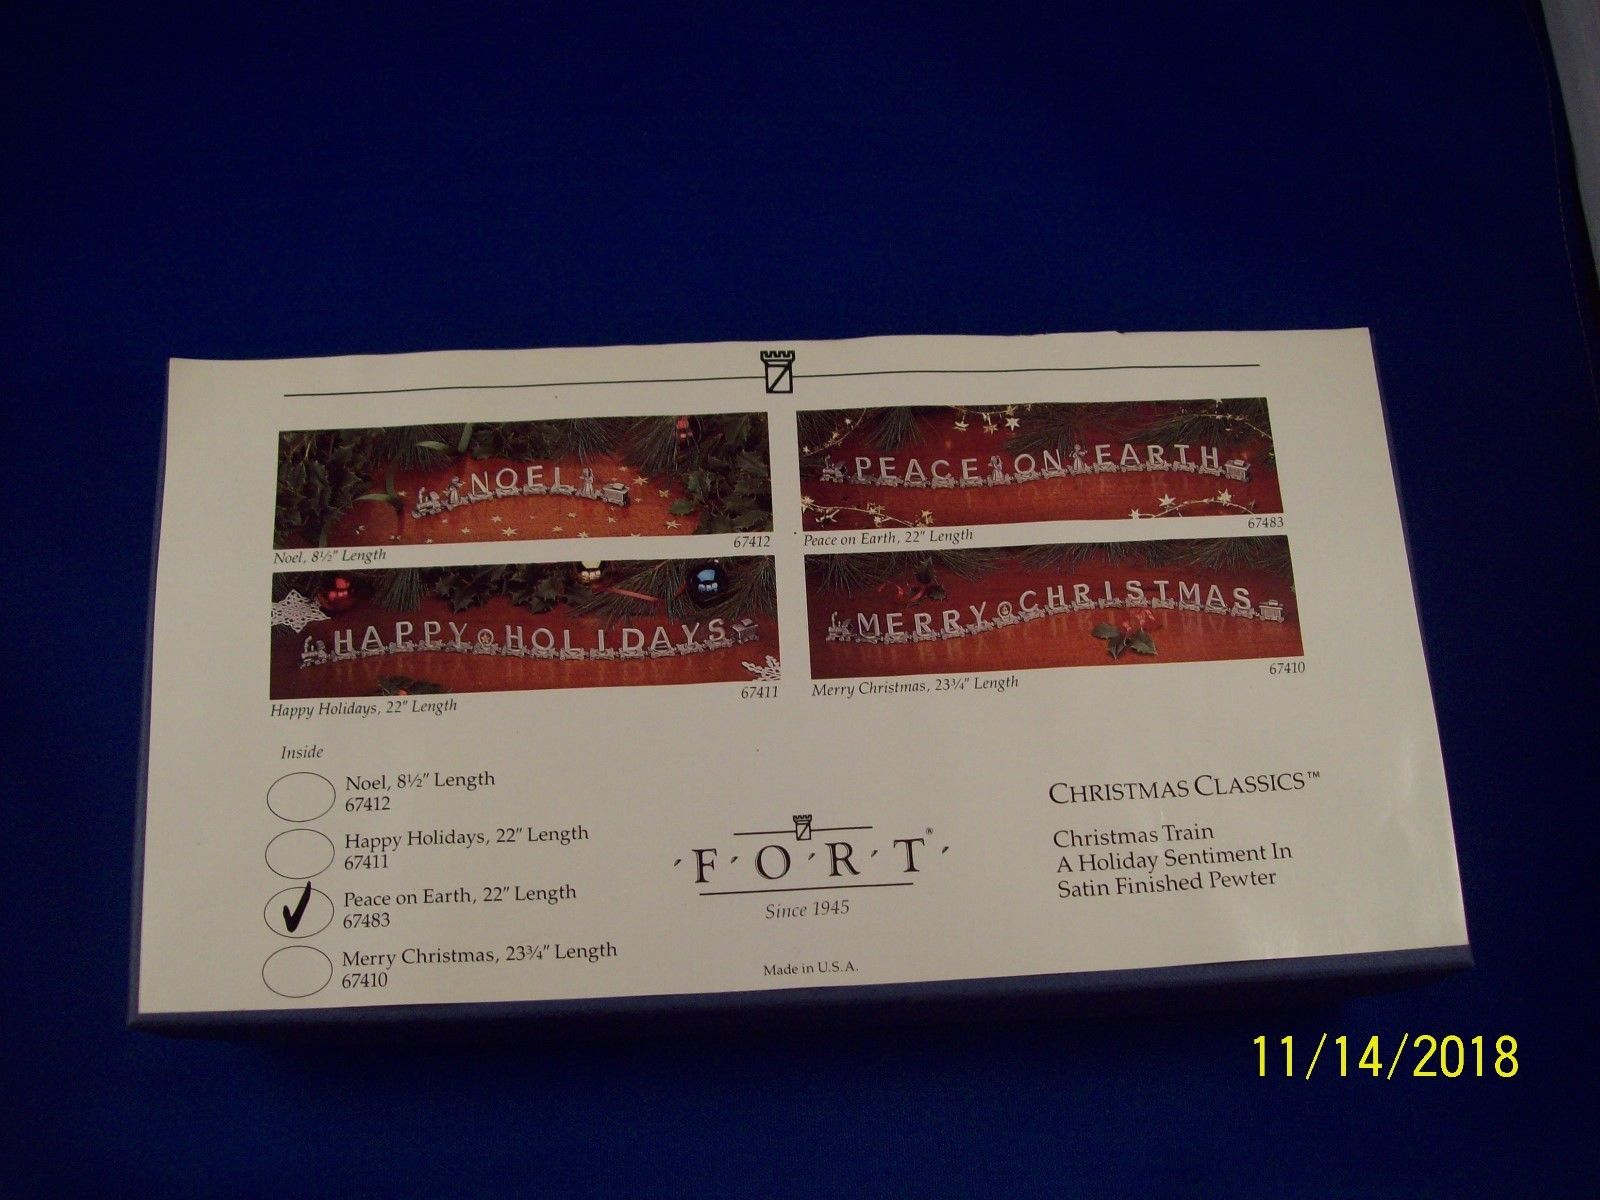 NOEL
67412
Noel, 8½" Length
PEACE ON EARTH
67483
Peace on Earth, 22" Length
HAPPY HOLIDAYS
67411
Happy Holidays, 22" Length
MERRY CHRISTMAS
67410
Merry Christmas, 23¾" Length
Inside
Noel, 8½" Length
67412
Happy Holidays, 22" Length
67411
Peace on Earth, 22" Length
67483
Merry Christmas, 23¾" Length
67410
'F'O'R'T'®
Since 1945
Made in U.S.A.
CHRISTMAS CLASSICS™
Christmas Train
A Holiday Sentiment In
Satin Finished Pewter
11/14/2018